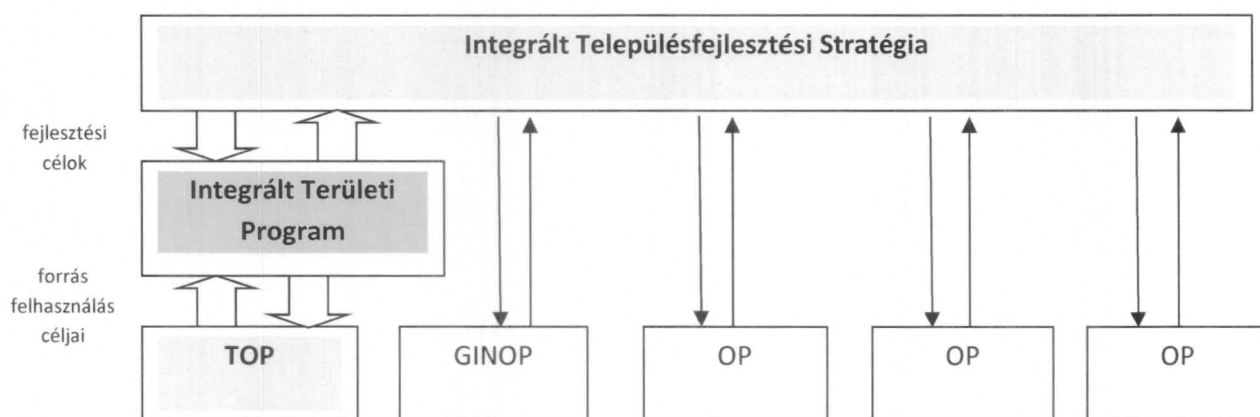 Integrált Településfejlesztési Stratégia
fejlesztési
célok
Integrált Területi
Program
forrás
felhasználás
céljai
TOP
GINOP
OP
OP
OP